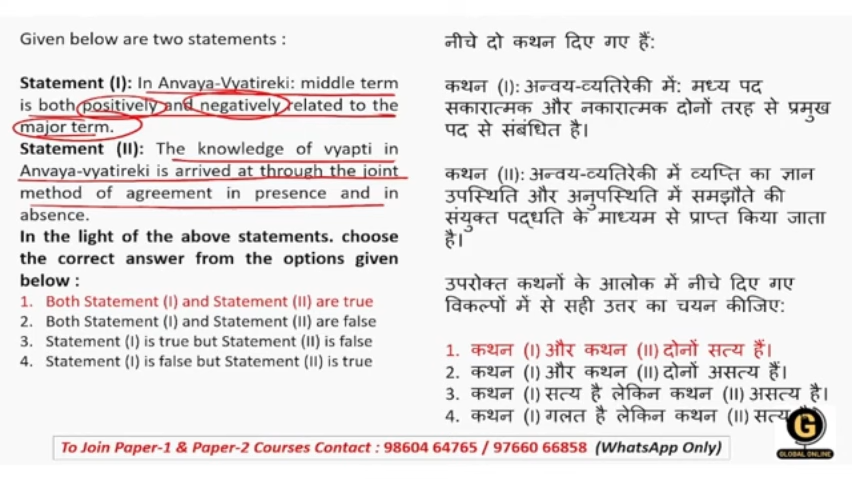 Given below are two statements :
Statement (I): In Anvaya-Vyatireki: middle term
is both positively and negatively related to the
major term.
Statement (II): The knowledge of vyapti in
Anvaya-vyatireki is arrived at through the joint
method of agreement in presence and in
absence.
In the light of the above statements. choose
the correct answer from the options given
below :
1. Both Statement (I) and Statement (II) are true
2. Both Statement (I) and Statement (II) are false
3. Statement (I) is true but Statement (II) is false
4. Statement (I) is false but Statement (II) is true
नीचे दो कथन दिए गए हैं:
कथन (I): अन्वय-व्यतिरेकी में: मध्य पद
सकारात्मक और नकारात्मक दोनों तरह से प्रमुख
पद से संबंधित है।
कथन (II): अन्वय-व्यतिरेकी में व्यप्ति का ज्ञान
उपस्थिति और अनुपस्थिति में समझौते की
संयुक्त पद्धति के माध्यम से प्राप्त किया जाता
है।
उपरोक्त कथनों के आलोक में नीचे दिए गए
विकल्पों में से सही उत्तर का चयन कीजिए:
1. कथन (I) और कथन (II) दोनों सत्य हैं।
2. कथन (I) और कथन (II) दोनों असत्य हैं।
3. कथन (I) सत्य है लेकिन कथन (II) असत्य है।
4. कथन (I) गलत है लेकिन कथन (II) सत्य
G
GLOBAL ONLINE
To Join Paper-1 & Paper-2 Courses Contact : 98604 64765 / 97660 66858 (WhatsApp Only)